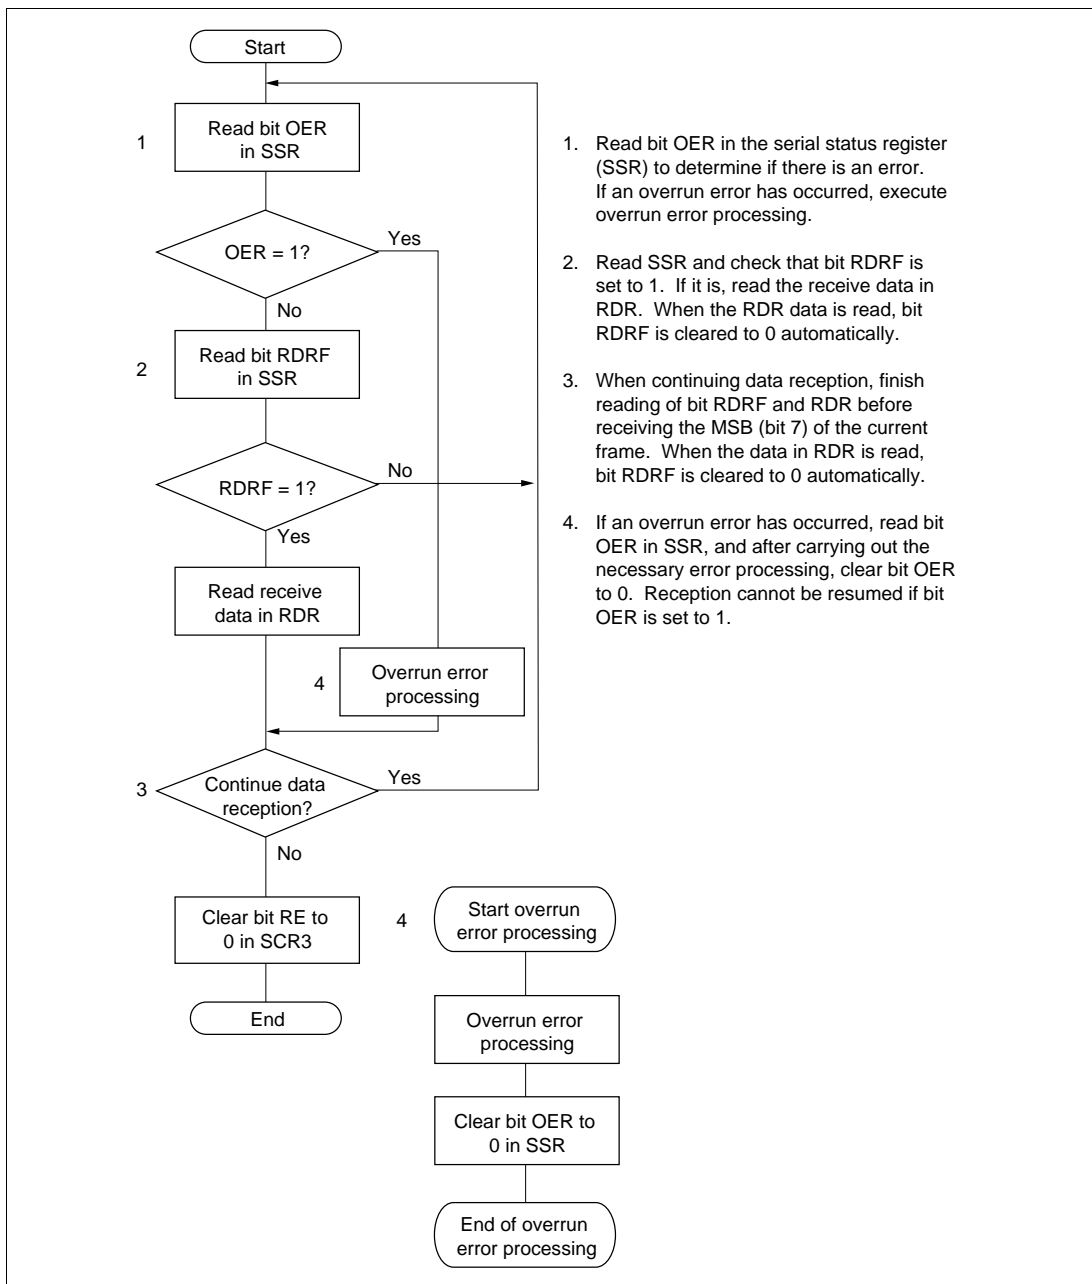 Start
1
Read bit OER
in SSR
OER = 1?
Yes
No
2
Read bit RDRF
in SSR
RDRF = 1?
No
Yes
Read receive
data in RDR
4
Overrun error
processing
3
Continue data
reception?
Yes
No
Clear bit RE to
0 in SCR3
End
4
Start overrun
error processing
Overrun error
processing
Clear bit OER to
0 in SSR
End of overrun
error processing
1. Read bit OER in the serial status register
(SSR) to determine if there is an error.
If an overrun error has occurred, execute
overrun error processing.
2. Read SSR and check that bit RDRF is
set to 1. If it is, read the receive data in
RDR. When the RDR data is read, bit
RDRF is cleared to 0 automatically.
3. When continuing data reception, finish
reading of bit RDRF and RDR before
receiving the MSB (bit 7) of the current
frame. When the data in RDR is read,
bit RDRF is cleared to 0 automatically.
4. If an overrun error has occurred, read bit
OER in SSR, and after carrying out the
necessary error processing, clear bit OER
to 0. Reception cannot be resumed if bit
OER is set to 1.